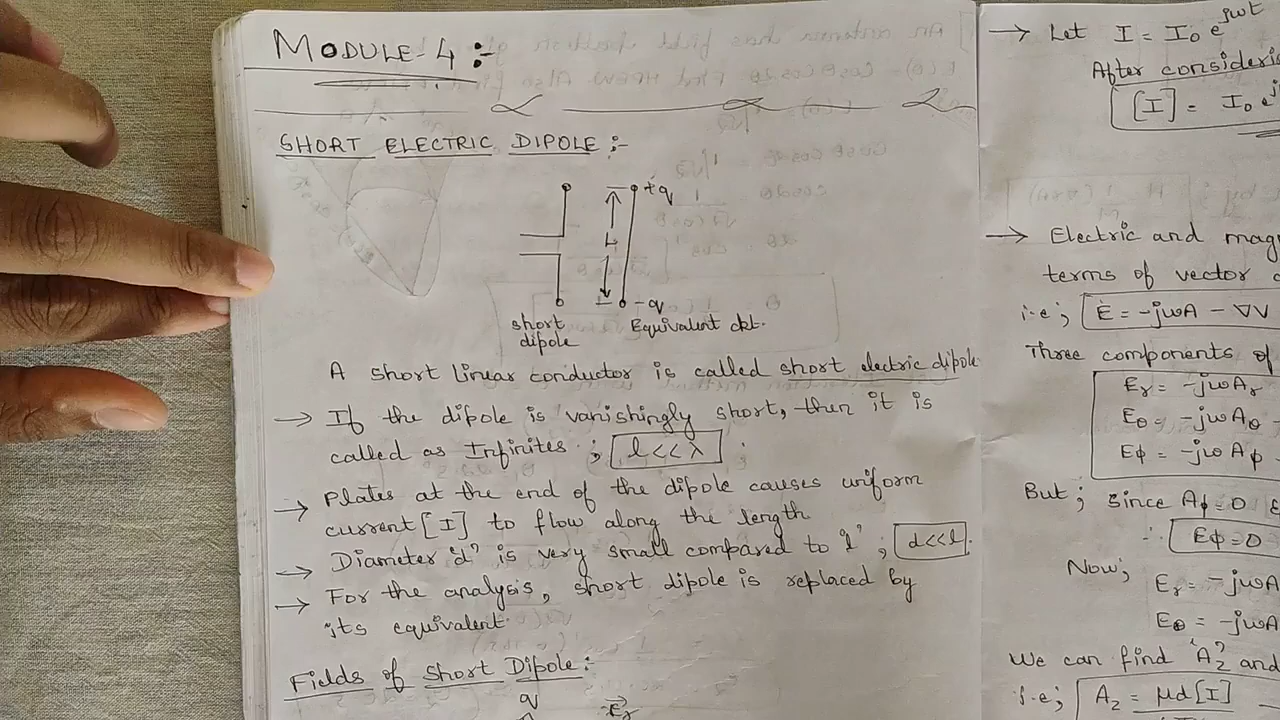 MODULE-4 :-
SHORT ELECTRIC DIPOLE :-
+q
L
-q
short dipole
Equivalent ckt.
A short linear conductor is called short electric dipole
→ If the dipole is vanishingly short, then it is
called as Infinites ; l<<λ ;
→ Plates at the end of the dipole causes uniform
current [I] to flow along the length
→ Diameter 'd' is very small compared to 'l' ; d<<l.
→ For the analysis, short dipole is replaced by
its equivalent.
Fields of Short Dipole :-
q
→ Let I = I₀ e^jωt
After consideri
[I] = I₀ e^j
→ Electric and mag
terms of vector
i.e; E = -jωA - ∇V
Three components of
Er = -jωAr
Eθ = -jωAθ -
Eϕ = -jωAϕ -
But; since Aϕ=0
∴ Eϕ=0
Now;
Er = -jωA
Eθ = -jωA
We can find 'Az' and
i.e; Az = μd[I]